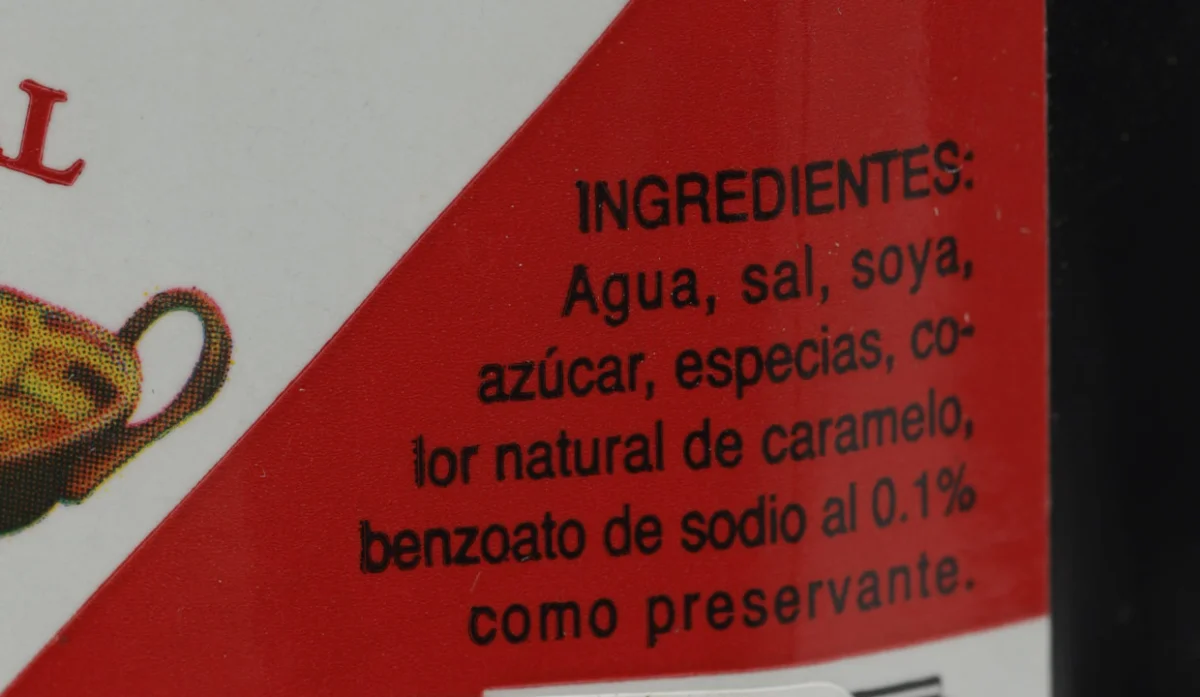 INGREDIENTES:
Agua, sal, soya,
azúcar, especias, co-
lor natural de caramelo,
benzoato de sodio al 0.1%
como preservante.